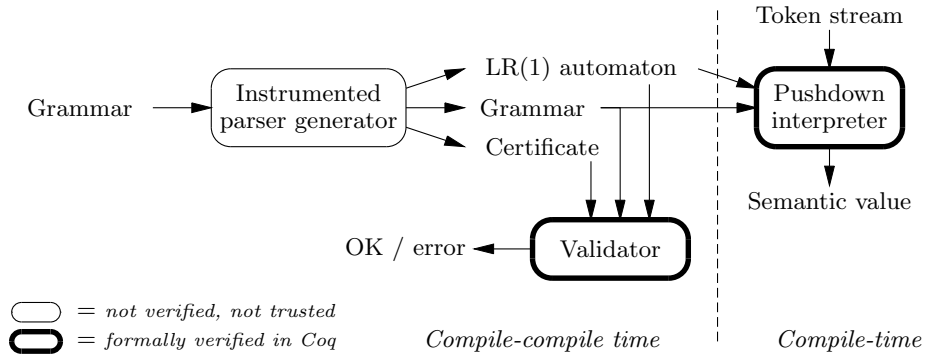 Token stream
LR(1) automaton
Grammar
Instrumented
parser generator
Grammar
Pushdown
interpreter
Certificate
Semantic value
OK / error
Validator
= not verified, not trusted
= formally verified in Coq
Compile-compile time
Compile-time